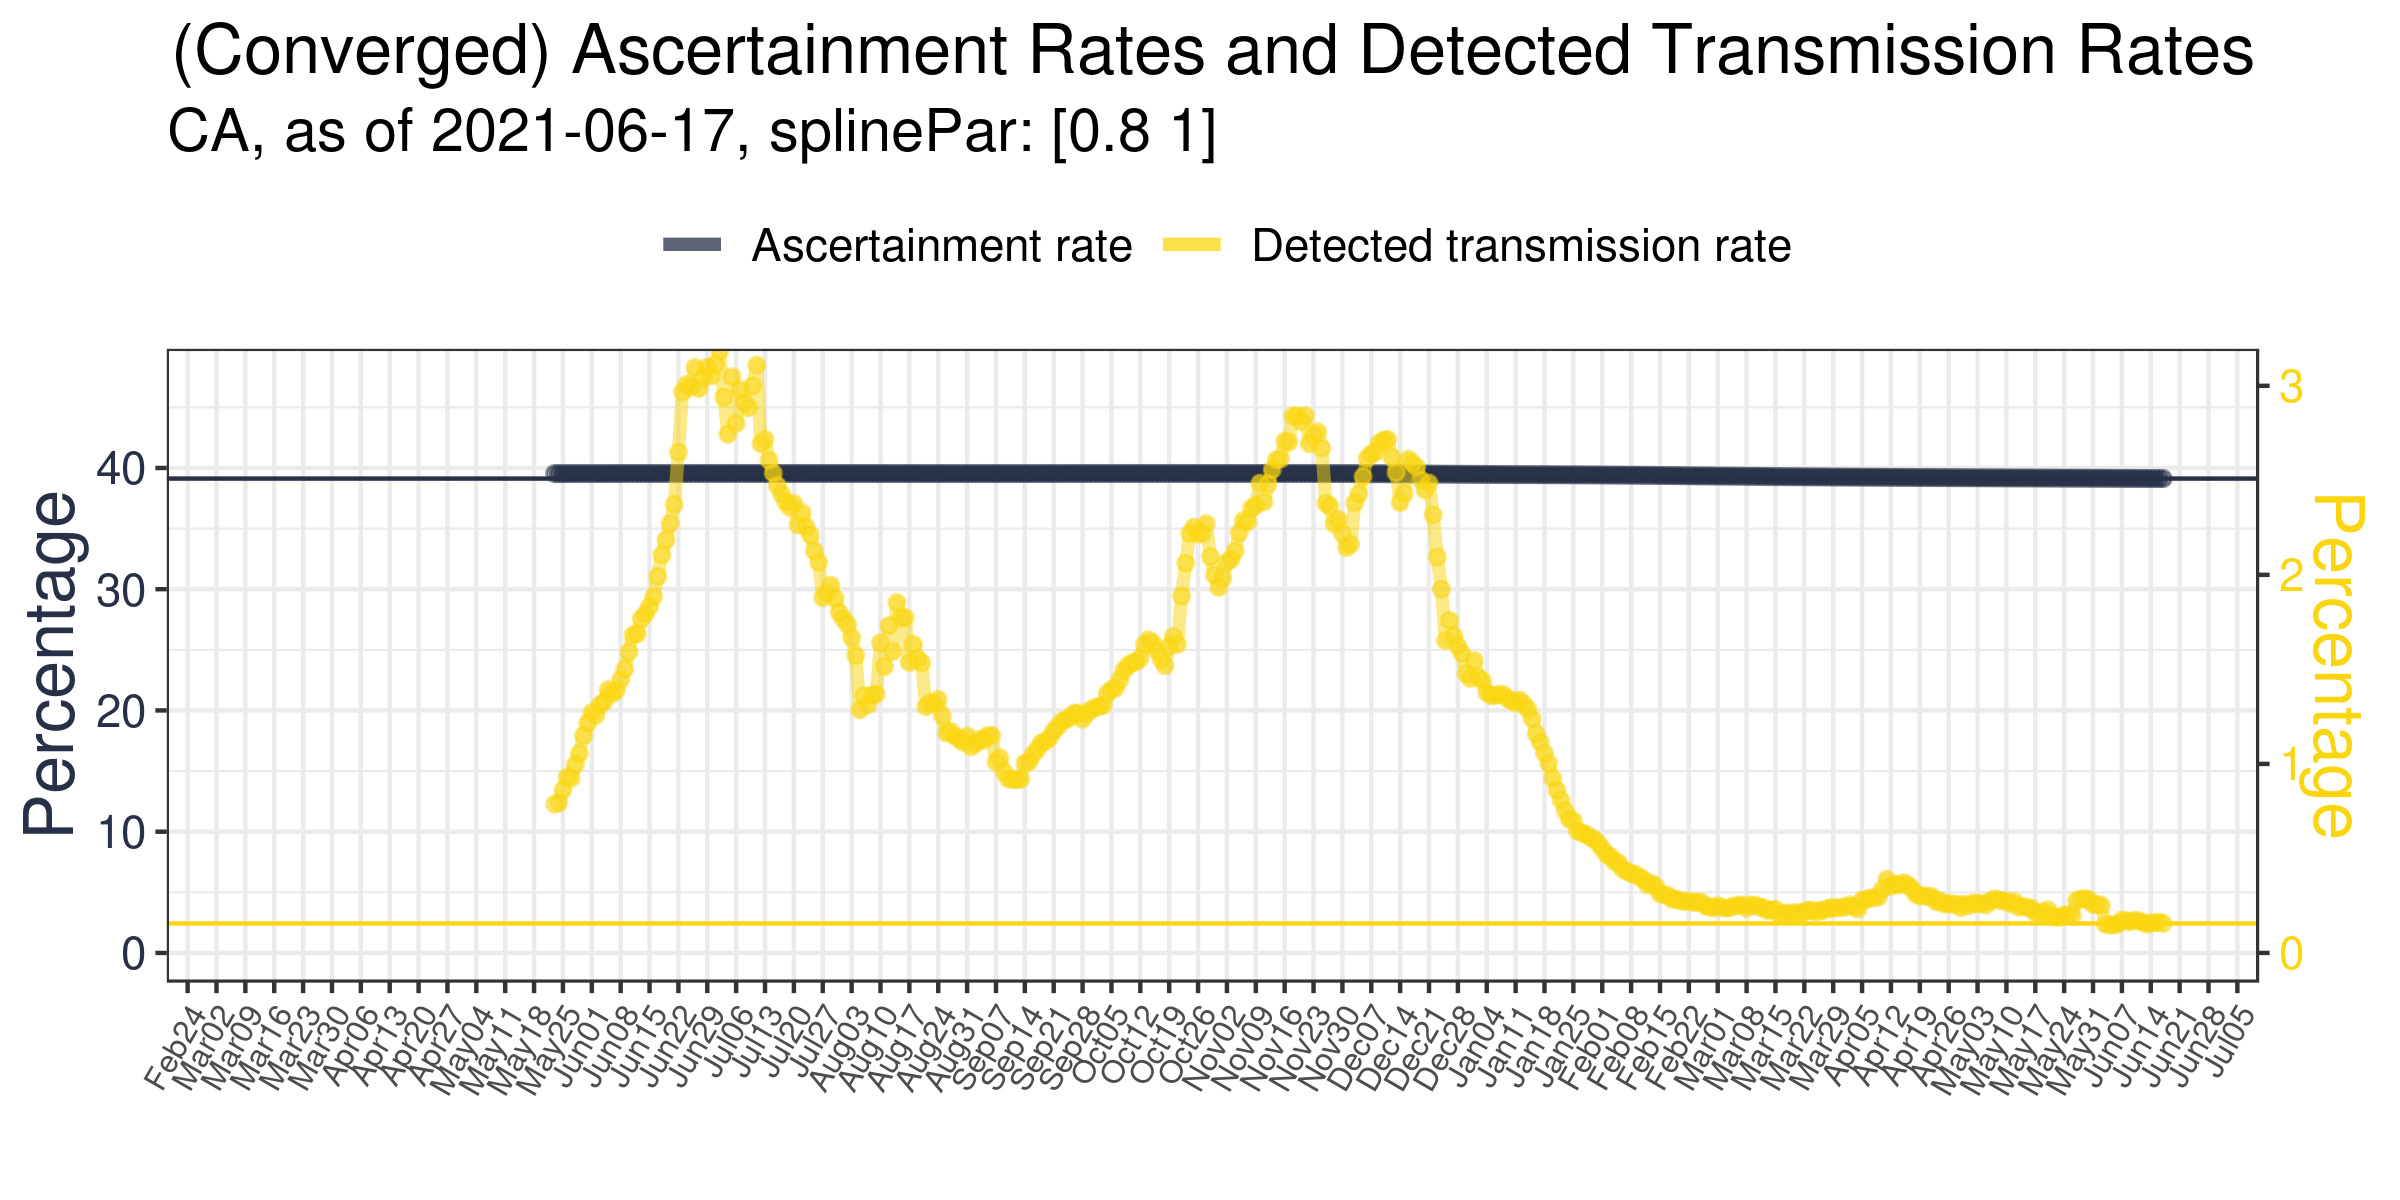 (Converged) Ascertainment Rates and Detected Transmission Rates
CA, as of 2021-06-17, splinePar: [0.8 1]
Ascertainment rate
Detected transmission rate
Percentage
40
30
20
10
0
3
2
1
0
Percentage
Feb24
Mar02
Mar09
Mar16
Mar23
Mar30
Apr06
Apr13
Apr20
Apr27
May04
May11
May18
May25
Jun01
Jun08
Jun15
Jun22
Jun29
Jul06
Jul13
Jul20
Jul27
Aug03
Aug10
Aug17
Aug24
Aug31
Sep07
Sep14
Sep21
Sep28
Oct05
Oct12
Oct19
Oct26
Nov02
Nov09
Nov16
Nov23
Nov30
Dec07
Dec14
Dec21
Dec28
Jan04
Jan11
Jan18
Jan25
Feb01
Feb08
Feb15
Feb22
Mar01
Mar08
Mar15
Mar22
Mar29
Apr05
Apr12
Apr19
Apr26
May03
May10
May17
May24
May31
Jun07
Jun14
Jun21
Jun28
Jul05